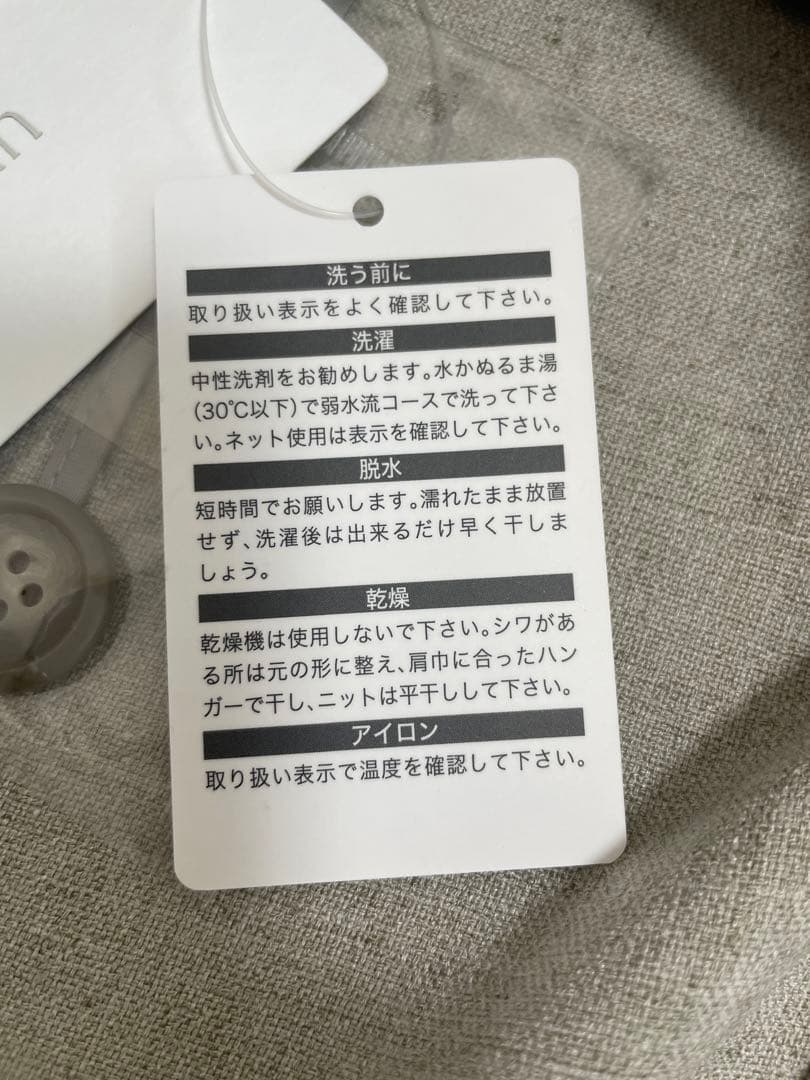 n
洗う前に
取り扱い表示をよく確認して下さい。
洗濯
中性洗剤をお勧めします。水かぬるま湯
(30℃以下)で弱水流コースで洗って下さ
い。ネット使用は表示を確認して下さい。
脱水
短時間でお願いします。濡れたまま放置
せず、洗濯後は出来るだけ早く干しま
しょう。
乾燥
乾燥機は使用しないで下さい。シワがあ
る所は元の形に整え、肩巾に合ったハン
ガーで干し、ニットは平干しして下さい。
アイロン
取り扱い表示で温度を確認して下さい。